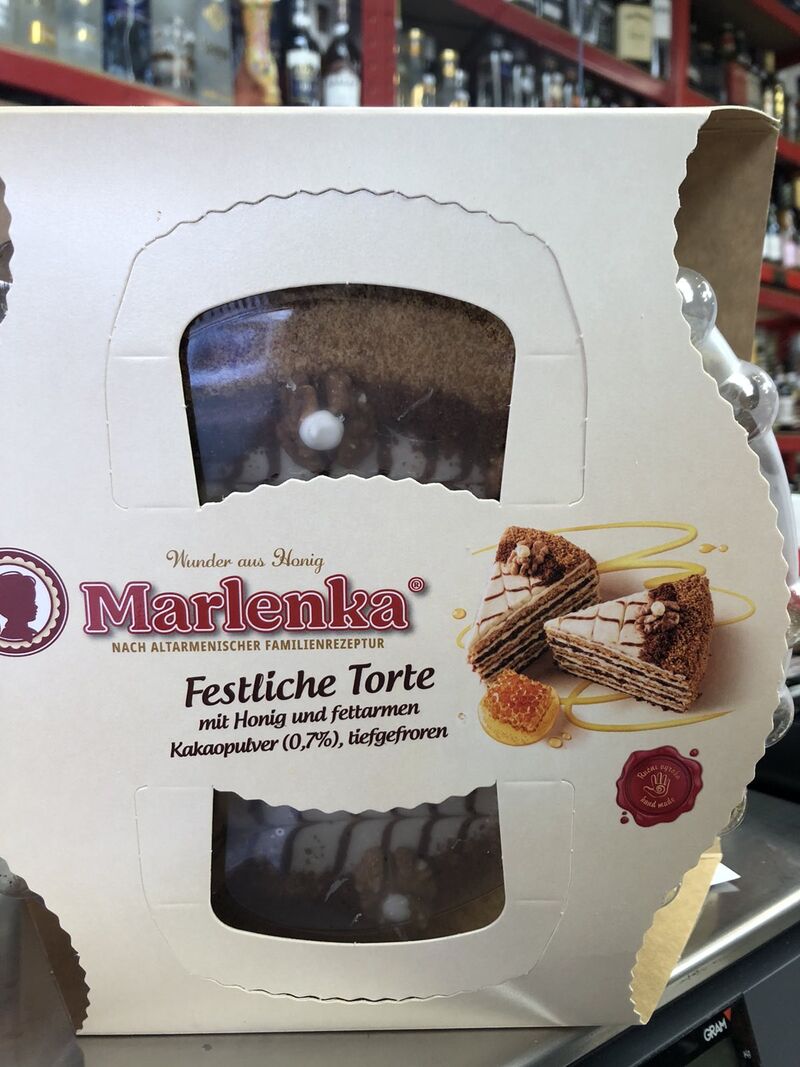 Wunder aus Honig
Marlenka®
NACH ALTARMENISCHER FAMILIENREZEPTUR
Festliche Torte
mit Honig und fettarmen
Kakaopulver (0,7%), tiefgefroren
hand made
GRAM